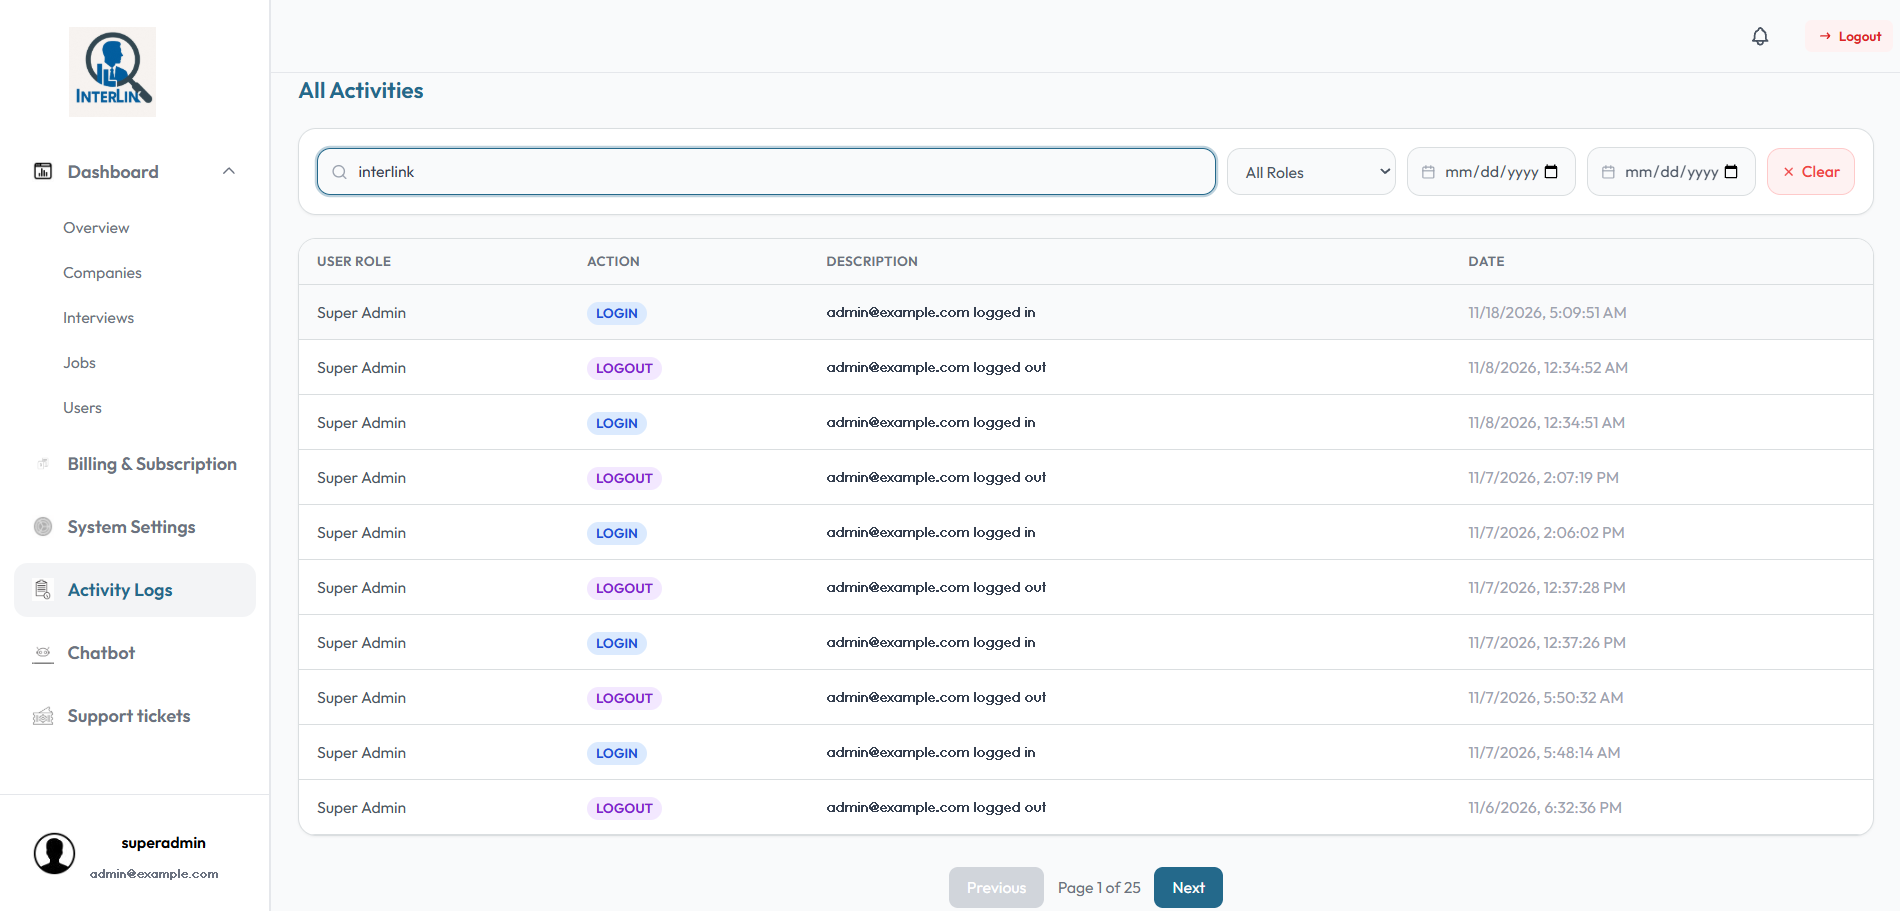 INTERLINK
Dashboard
Overview
Companies
Interviews
Jobs
Users
Billing & Subscription
System Settings
Activity Logs
Chatbot
Support tickets
superadmin
admin@example.com
→ Logout
All Activities
interlink All Roles mm/dd/yyyy mm/dd/yyyy × Clear
USER ROLE ACTION DESCRIPTION DATE
Super Admin LOGIN admin@example.com logged in 11/18/2026, 5:09:51 AM
Super Admin LOGOUT admin@example.com logged out 11/8/2026, 12:34:52 AM
Super Admin LOGIN admin@example.com logged in 11/8/2026, 12:34:51 AM
Super Admin LOGOUT admin@example.com logged out 11/7/2026, 2:07:19 PM
Super Admin LOGIN admin@example.com logged in 11/7/2026, 2:06:02 PM
Super Admin LOGOUT admin@example.com logged out 11/7/2026, 12:37:28 PM
Super Admin LOGIN admin@example.com logged in 11/7/2026, 12:37:26 PM
Super Admin LOGOUT admin@example.com logged out 11/7/2026, 5:50:32 AM
Super Admin LOGIN admin@example.com logged in 11/7/2026, 5:48:14 AM
Super Admin LOGOUT admin@example.com logged out 11/6/2026, 6:32:36 PM
Previous Page 1 of 25 Next